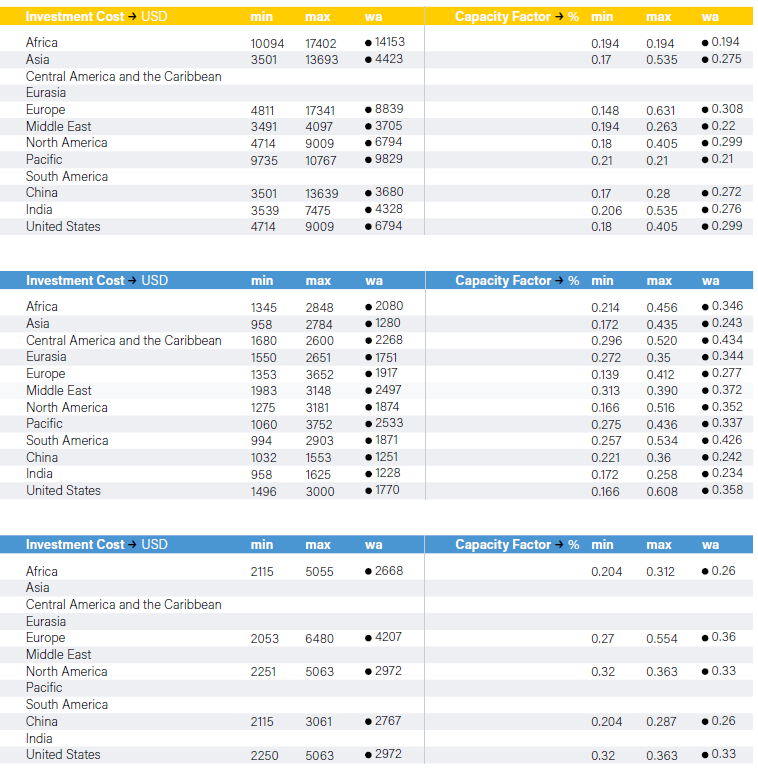 Investment Cost → USD min max wa Capacity Factor → % min max wa
Africa 10094 17402 ● 14153 0.194 0.194 ● 0.194
Asia 3501 13693 ● 4423 0.17 0.535 ● 0.275
Central America and the Caribbean
Eurasia
Europe 4811 17341 ● 8839 0.148 0.631 ● 0.308
Middle East 3491 4097 ● 3705 0.194 0.263 ● 0.22
North America 4714 9009 ● 6794 0.18 0.405 ● 0.299
Pacific 9735 10767 ● 9829 0.21 0.21 ● 0.21
South America
China 3501 13639 ● 3680 0.17 0.28 ● 0.272
India 3539 7475 ● 4328 0.206 0.535 ● 0.276
United States 4714 9009 ● 6794 0.18 0.405 ● 0.299
Investment Cost → USD min max wa Capacity Factor → % min max wa
Africa 1345 2848 ● 2080 0.214 0.456 ● 0.346
Asia 958 2784 ● 1280 0.172 0.435 ● 0.243
Central America and the Caribbean 1680 2600 ● 2268 0.296 0.520 ● 0.434
Eurasia 1550 2651 ● 1751 0.272 0.35 ● 0.344
Europe 1353 3652 ● 1917 0.139 0.412 ● 0.277
Middle East 1983 3148 ● 2497 0.313 0.390 ● 0.372
North America 1275 3181 ● 1874 0.166 0.516 ● 0.352
Pacific 1060 3752 ● 2533 0.275 0.436 ● 0.337
South America 994 2903 ● 1871 0.257 0.534 ● 0.426
China 1032 1553 ● 1251 0.221 0.36 ● 0.242
India 958 1625 ● 1228 0.172 0.258 ● 0.234
United States 1496 3000 ● 1770 0.166 0.608 ● 0.358
Investment Cost → USD min max wa Capacity Factor → % min max wa
Africa 2115 5055 ● 2668 0.204 0.312 ● 0.26
Asia
Central America and the Caribbean
Eurasia
Europe 2053 6480 ● 4207 0.27 0.554 ● 0.36
Middle East
North America 2251 5063 ● 2972 0.32 0.363 ● 0.33
Pacific
South America
China 2115 3061 ● 2767 0.204 0.287 ● 0.26
India
United States 2250 5063 ● 2972 0.32 0.363 ● 0.33